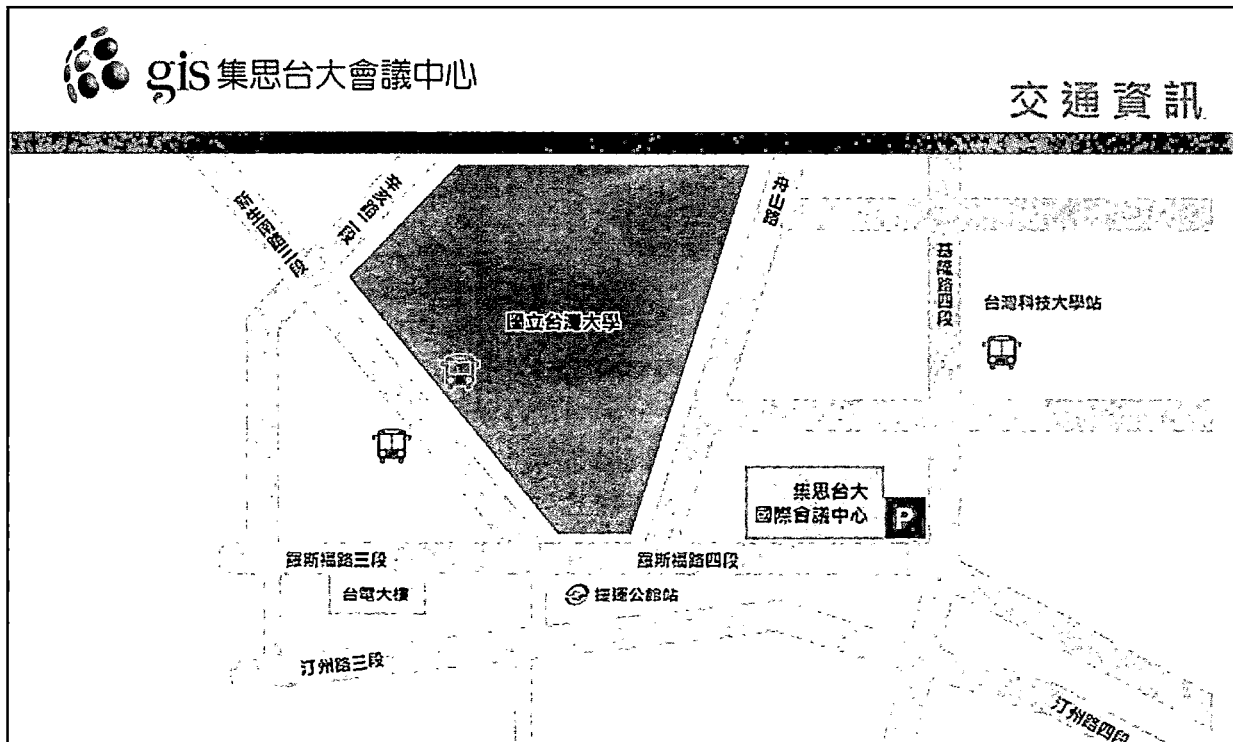 gis 集思台大會議中心
交通資訊
新生南路三段
辛亥路二段
舟山路
基隆路四段
台灣科技大學站
國立台灣大學
集思台大
國際會議中心
P
羅斯福路三段
羅斯福路四段
台電大樓
捷運公館站
汀州路三段
汀州路四段